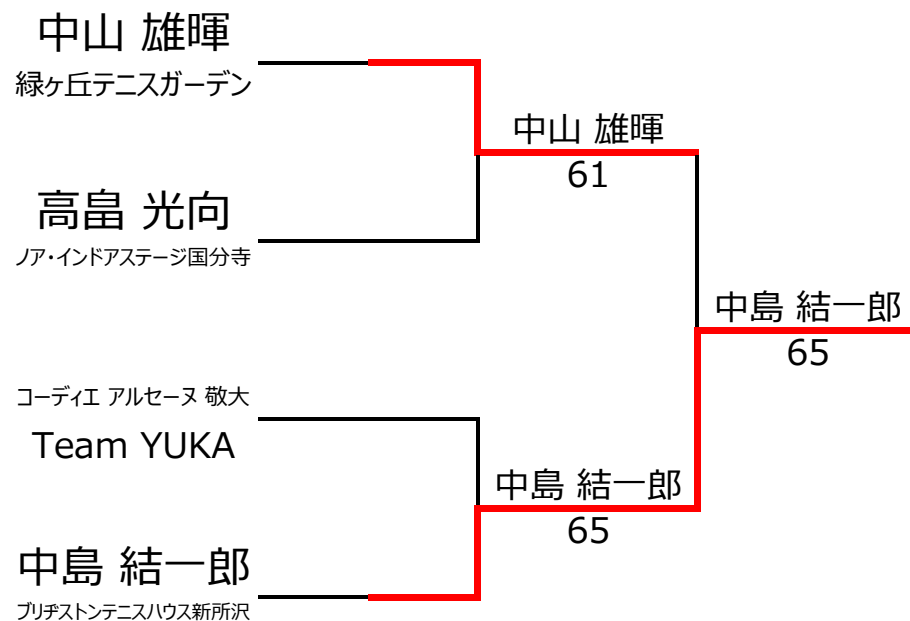 中山 雄暉
緑ヶ丘テニスガーデン
中山 雄暉
61
高畠 光向
ノア・インドアステージ国分寺
中島 結一郎
65
コーディエ アルセーヌ 敬大
Team YUKA
中島 結一郎
65
中島 結一郎
ブリヂストンテニスハウス新所沢